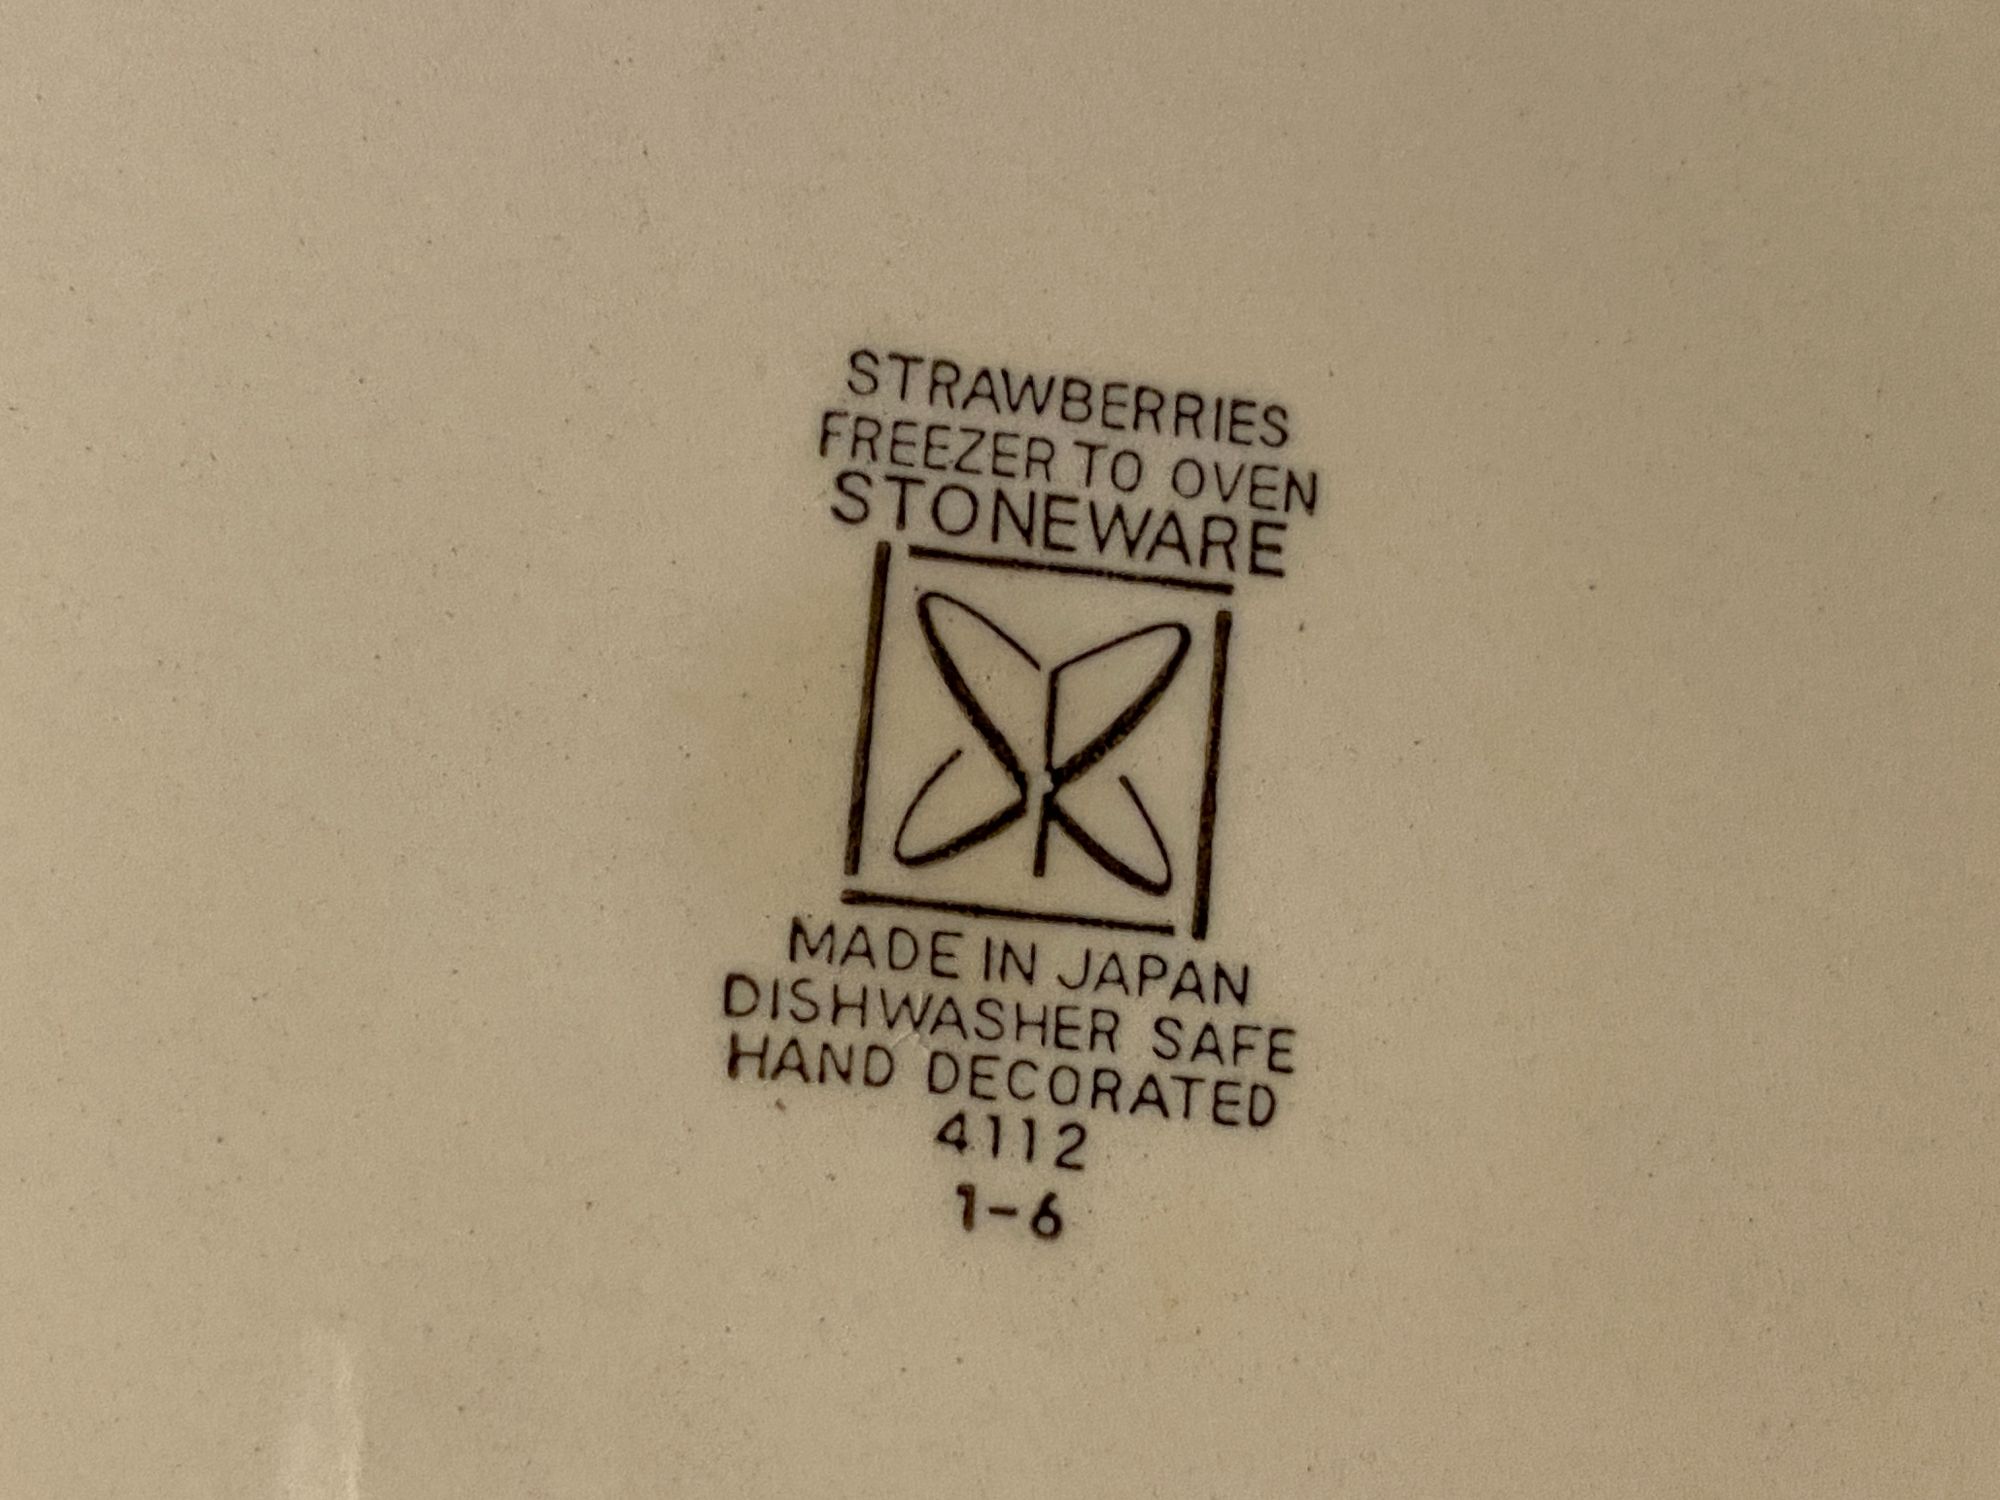 STRAWBERRIES
FREEZER TO OVEN
STONEWARE
MADE IN JAPAN
DISHWASHER SAFE
HAND DECORATED
4112
1-6